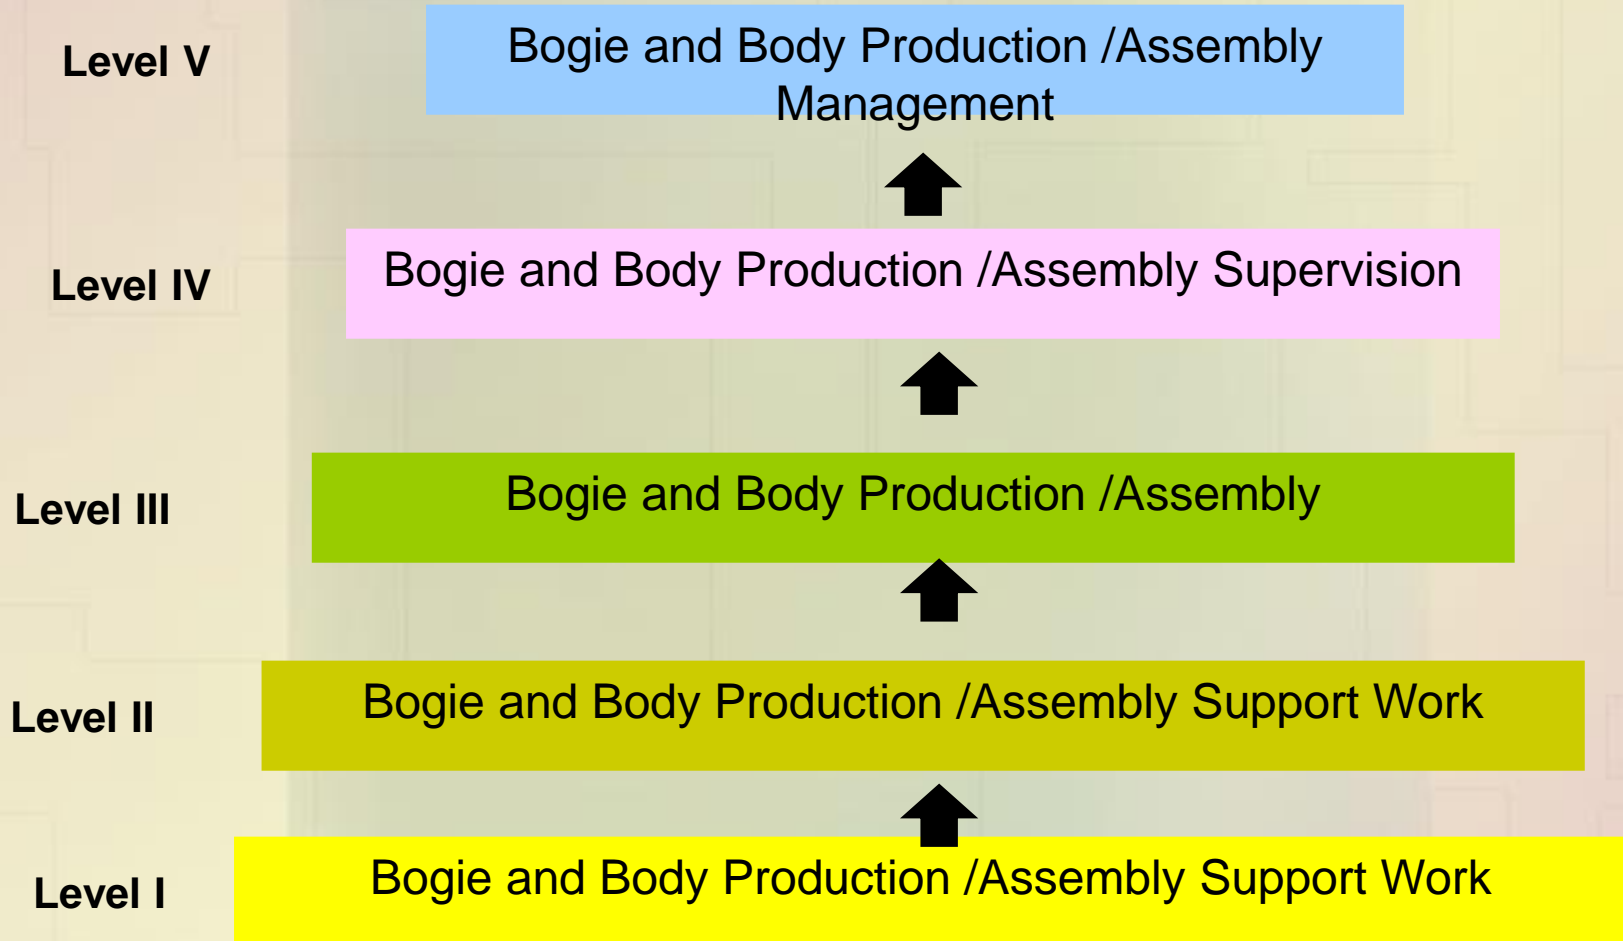 Level V
Bogie and Body Production /Assembly
Management
Level IV
Bogie and Body Production /Assembly Supervision
Level III
Bogie and Body Production /Assembly
Level II
Bogie and Body Production /Assembly Support Work
Level I
Bogie and Body Production /Assembly Support Work